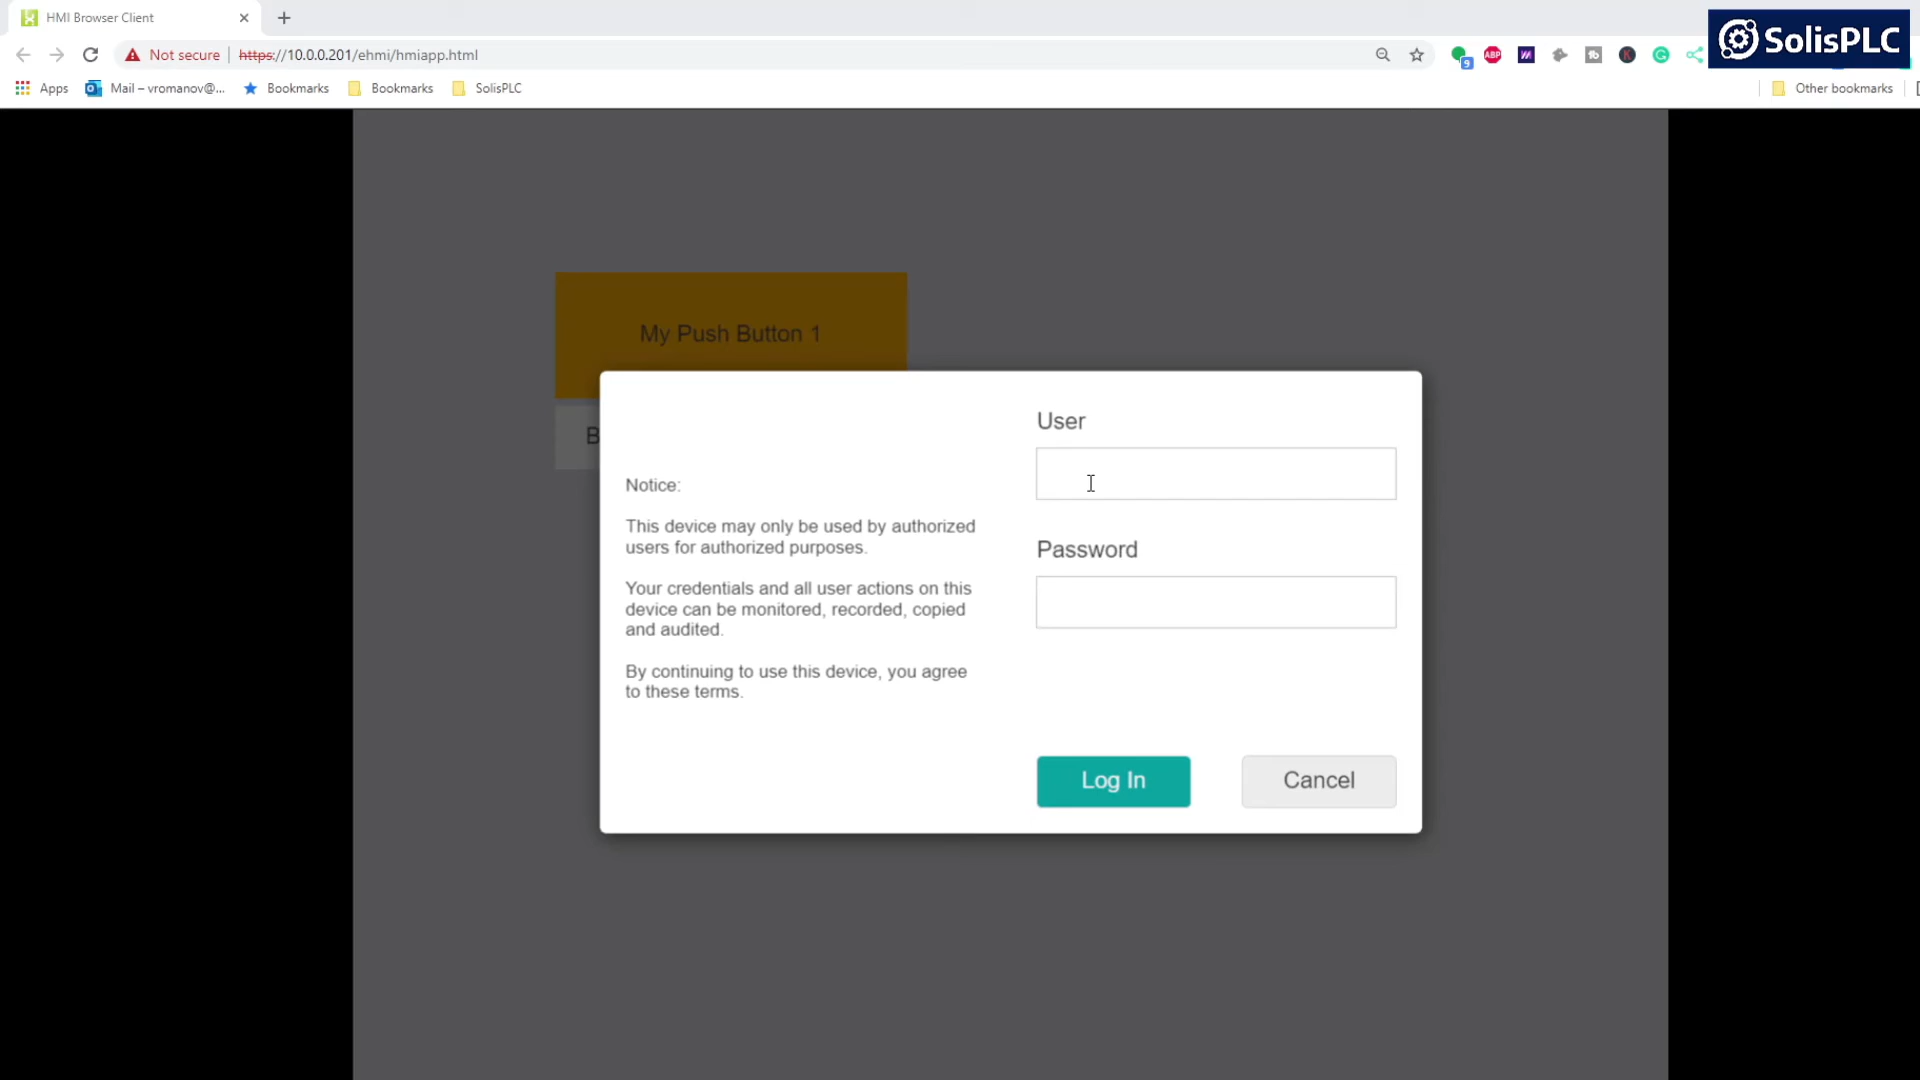 HMI Browser Client
SolisPLC
Not secure
https://10.0.0.201/ehmi/hmiapp.html
9
ABP
Apps
Mail – vromanov@...
Bookmarks
Bookmarks
SolisPLC
Other bookmarks
My Push Button 1
B
User
Notice:
This device may only be used by authorized
users for authorized purposes.
Password
Your credentials and all user actions on this
device can be monitored, recorded, copied
and audited.
By continuing to use this device, you agree
to these terms.
Log In
Cancel